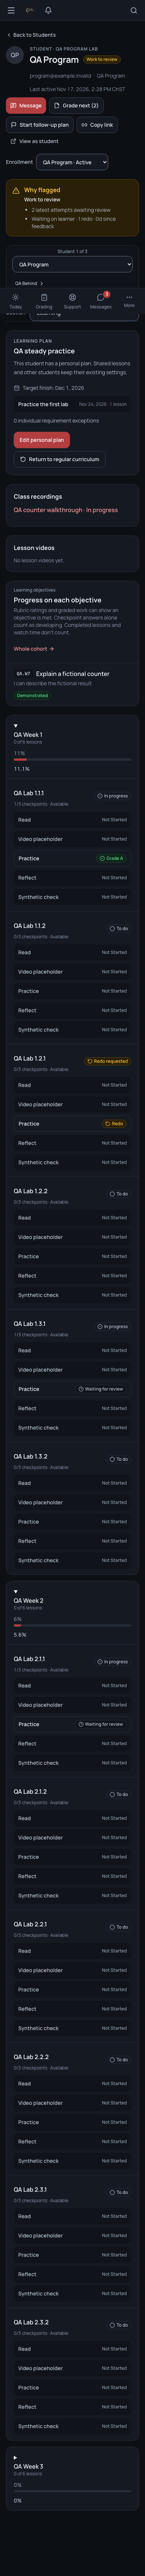 Back to Students
QP
STUDENT · QA PROGRAM LAB
QA Program
Work to review
program@example.invalid · QA Program ·
Last active Nov 17, 2026, 2:28 PM CHST
Message
Grade next (2)
Start follow-up plan
Copy link
View as student
Enrollment
QA Program · Active
Why flagged
Work to review
• 2 latest attempts awaiting review
• Waiting on learner · 1 redo · 0d since feedback
Student 1 of 3
QA Program
QA Behind
Today
Grading
Support
3
Messages
More
LEARNING PLAN
QA steady practice
This student has a personal plan. Shared lessons and other students keep their existing settings.
Target finish: Dec 1, 2026
Practice the first lab
Nov 24, 2026 · 1 lesson
0 individual requirement exceptions
Edit personal plan
Return to regular curriculum
Class recordings
QA counter walkthrough · In progress
Lesson videos
No lesson videos yet.
Learning objectives
Progress on each objective
Rubric ratings and graded work can show an objective is met. Checkpoint answers alone count as developing. Completed lessons and watch time don't count.
Whole cohort →
QA.W7
Explain a fictional counter
I can describe the fictional result
Demonstrated
QA Week 1
0 of 6 lessons
11%
11.1%
QA Lab 1.1.1
In progress
1/5 checkpoints · Available
Read
Not Started
Video placeholder
Not Started
Practice
Grade A
Reflect
Not Started
Synthetic check
Not Started
QA Lab 1.1.2
To do
0/5 checkpoints · Available
Read
Not Started
Video placeholder
Not Started
Practice
Not Started
Reflect
Not Started
Synthetic check
Not Started
QA Lab 1.2.1
Redo requested
0/5 checkpoints · Available
Read
Not Started
Video placeholder
Not Started
Practice
Redo
Reflect
Not Started
Synthetic check
Not Started
QA Lab 1.2.2
To do
0/5 checkpoints · Available
Read
Not Started
Video placeholder
Not Started
Practice
Not Started
Reflect
Not Started
Synthetic check
Not Started
QA Lab 1.3.1
In progress
1/5 checkpoints · Available
Read
Not Started
Video placeholder
Not Started
Practice
Waiting for review
Reflect
Not Started
Synthetic check
Not Started
QA Lab 1.3.2
To do
0/5 checkpoints · Available
Read
Not Started
Video placeholder
Not Started
Practice
Not Started
Reflect
Not Started
Synthetic check
Not Started
QA Week 2
0 of 6 lessons
6%
5.6%
QA Lab 2.1.1
In progress
1/5 checkpoints · Available
Read
Not Started
Video placeholder
Not Started
Practice
Waiting for review
Reflect
Not Started
Synthetic check
Not Started
QA Lab 2.1.2
To do
0/5 checkpoints · Available
Read
Not Started
Video placeholder
Not Started
Practice
Not Started
Reflect
Not Started
Synthetic check
Not Started
QA Lab 2.2.1
To do
0/5 checkpoints · Available
Read
Not Started
Video placeholder
Not Started
Practice
Not Started
Reflect
Not Started
Synthetic check
Not Started
QA Lab 2.2.2
To do
0/5 checkpoints · Available
Read
Not Started
Video placeholder
Not Started
Practice
Not Started
Reflect
Not Started
Synthetic check
Not Started
QA Lab 2.3.1
To do
0/5 checkpoints · Available
Read
Not Started
Video placeholder
Not Started
Practice
Not Started
Reflect
Not Started
Synthetic check
Not Started
QA Lab 2.3.2
To do
0/5 checkpoints · Available
Read
Not Started
Video placeholder
Not Started
Practice
Not Started
Reflect
Not Started
Synthetic check
Not Started
QA Week 3
0 of 6 lessons
0%
0%